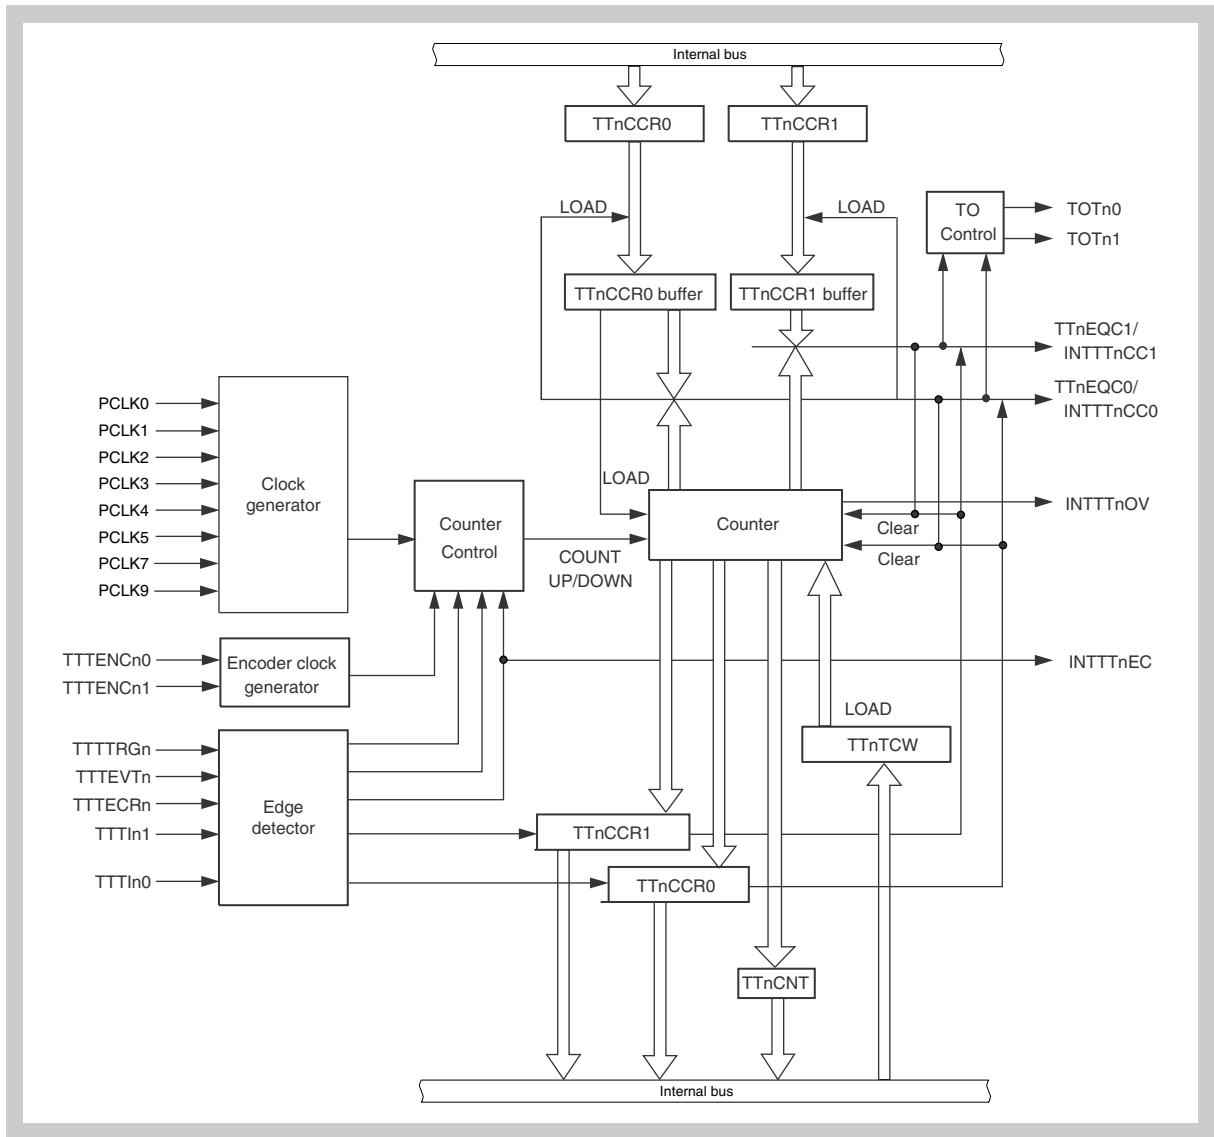 Internal bus
TTnCCR0
TTnCCR1
LOAD
LOAD
TO
Control
TOTn0
TOTn1
TTnCCR0 buffer
TTnCCR1 buffer
TTnEQC1/
INTTTnCC1
TTnEQC0/
INTTTnCC0
PCLK0
PCLK1
PCLK2
PCLK3
PCLK4
PCLK5
PCLK7
PCLK9
Clock
generator
Counter
Control
LOAD
COUNT
UP/DOWN
Counter
Clear
Clear
INTTTnOV
TTTENCn0
TTTENCn1
Encoder clock
generator
INTTTnEC
LOAD
TTnTCW
TTTTRGn
TTTEVTn
TTTECRn
TTTIn1
TTTIn0
Edge
detector
TTnCCR1
TTnCCR0
TTnCNT
Internal bus